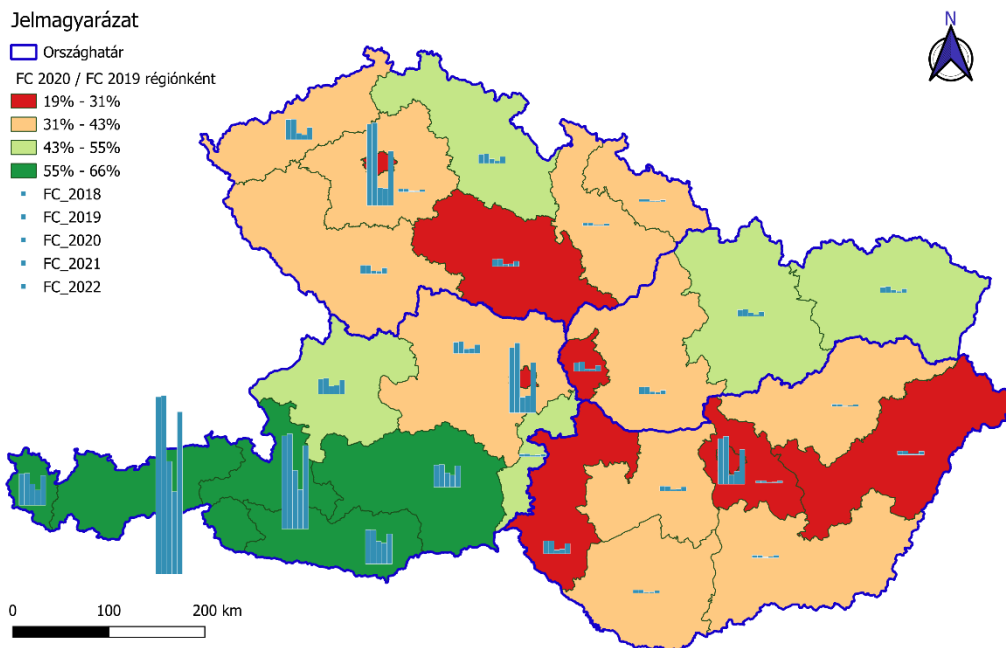 Jelmagyarázat
Országhatár
FC 2020 / FC 2019 régiónként
19% - 31%
31% - 43%
43% - 55%
55% - 66%
FC_2018
FC_2019
FC_2020
FC_2021
FC_2022
N
0 100 200 km